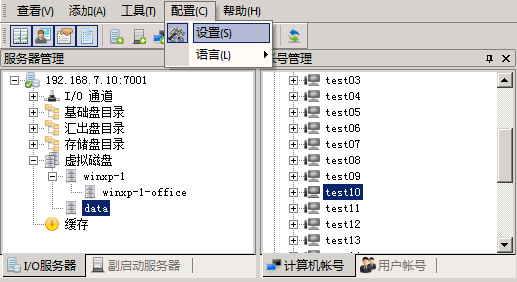 查看(V) 添加(A) 工具(T) 配置(C) 帮助(H)
设置(S)
语言(L)
服务器管理
帐号管理
192.168.7.10:7001
I/O 通道
基础盘目录
汇出盘目录
存储盘目录
虚拟磁盘
winxp-1
winxp-1-office
data
缓存
test03
test04
test05
test06
test07
test08
test09
test10
test11
test12
test13
I/O服务器 副启动服务器
计算机帐号 用户帐号